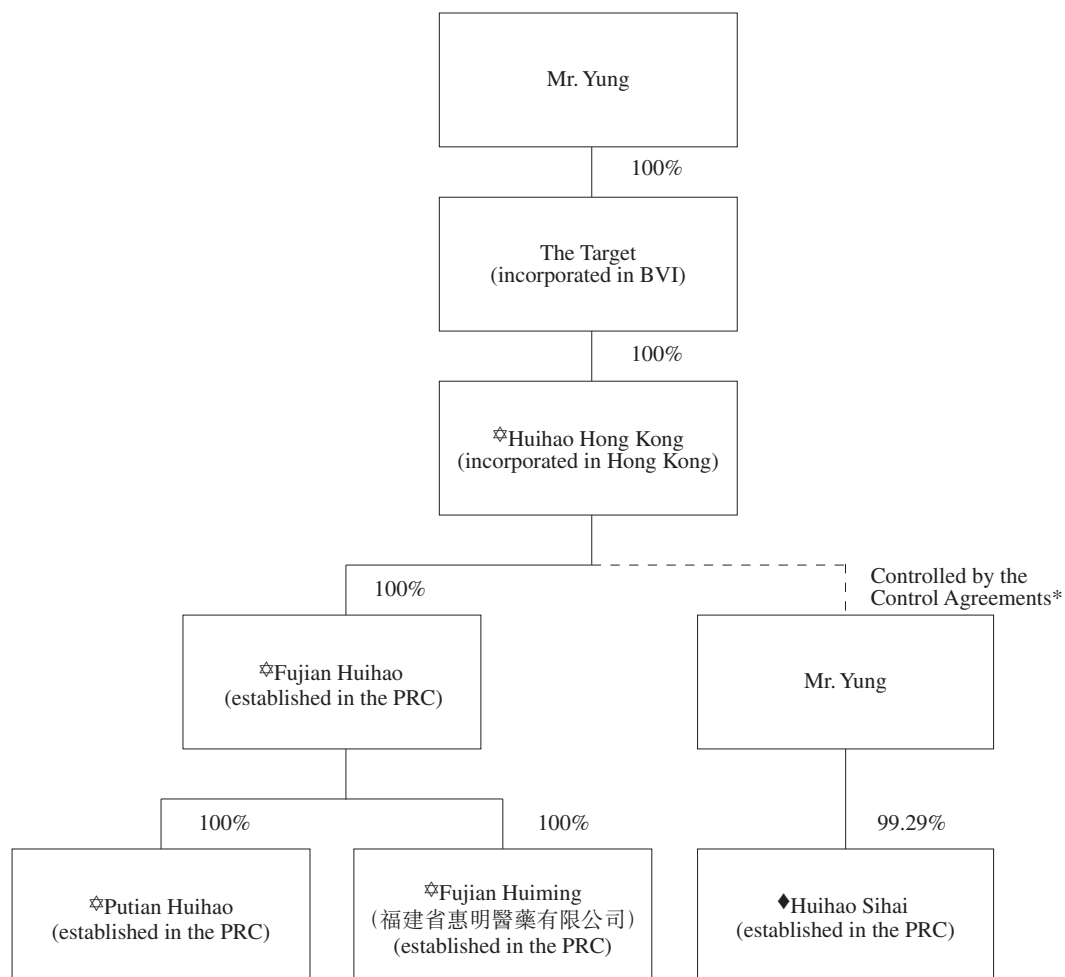 Mr. Yung
100%
The Target
(incorporated in BVI)
100%
✡Huihao Hong Kong
(incorporated in Hong Kong)
100%
Controlled by the
Control Agreements*
✡Fujian Huihao
(established in the PRC)
Mr. Yung
100%
100%
99.29%
✡Putian Huihao
(established in the PRC)
✡Fujian Huiming
(福建省惠明醫藥有限公司)
(established in the PRC)
♦Huihao Sihai
(established in the PRC)